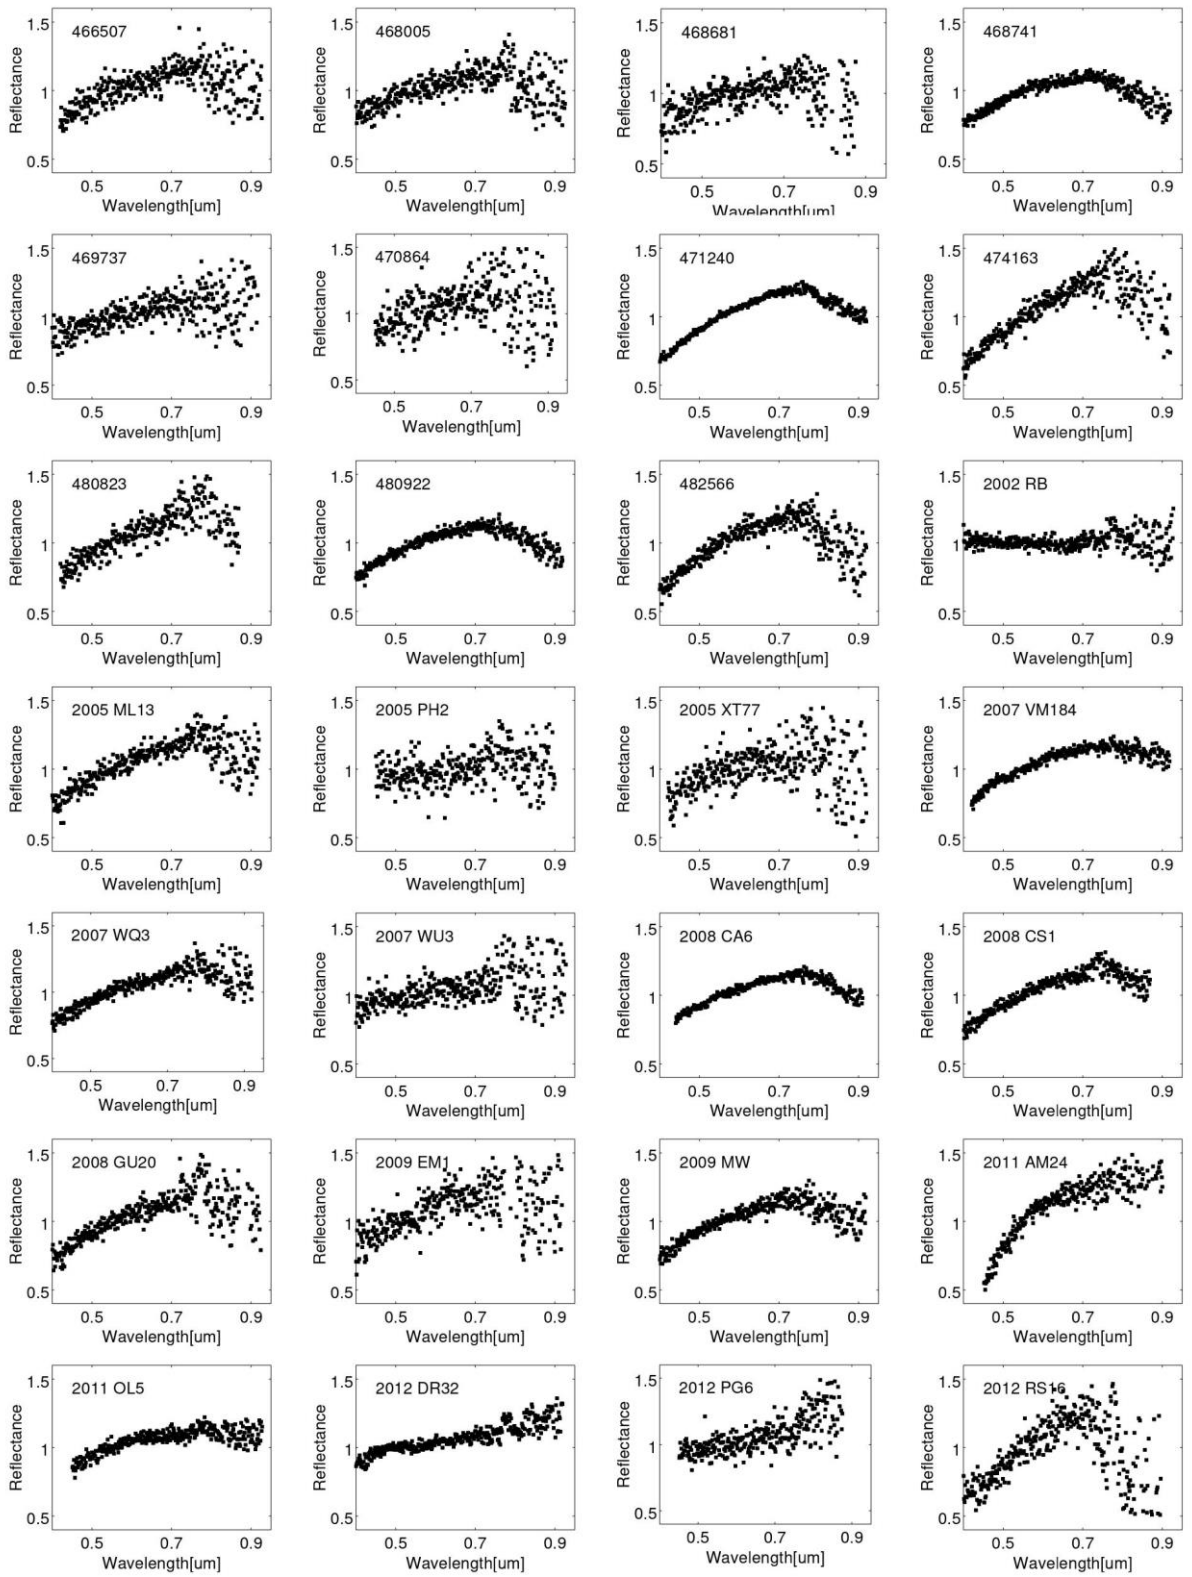 Reflectance
1.5
1
0.5
466507
0.5 0.7 0.9
Wavelength[um]
Reflectance
1.5
1
0.5
468005
0.5 0.7 0.9
Wavelength[um]
Reflectance
1.5
1
0.5
468681
0.5 0.7 0.9
Wavelength[um]
Reflectance
1.5
1
0.5
468741
0.5 0.7 0.9
Wavelength[um]
Reflectance
1.5
1
0.5
469737
0.5 0.7 0.9
Wavelength[um]
Reflectance
1.5
1
0.5
470864
0.5 0.7 0.9
Wavelength[um]
Reflectance
1.5
1
0.5
471240
0.5 0.7 0.9
Wavelength[um]
Reflectance
1.5
1
0.5
474163
0.5 0.7 0.9
Wavelength[um]
Reflectance
1.5
1
0.5
480823
0.5 0.7 0.9
Wavelength[um]
Reflectance
1.5
1
0.5
480922
0.5 0.7 0.9
Wavelength[um]
Reflectance
1.5
1
0.5
482566
0.5 0.7 0.9
Wavelength[um]
Reflectance
1.5
1
0.5
2002 RB
0.5 0.7 0.9
Wavelength[um]
Reflectance
1.5
1
0.5
2005 ML13
0.5 0.7 0.9
Wavelength[um]
Reflectance
1.5
1
0.5
2005 PH2
0.5 0.7 0.9
Wavelength[um]
Reflectance
1.5
1
0.5
2005 XT77
0.5 0.7 0.9
Wavelength[um]
Reflectance
1.5
1
0.5
2007 VM184
0.5 0.7 0.9
Wavelength[um]
Reflectance
1.5
1
0.5
2007 WQ3
0.5 0.7 0.9
Wavelength[um]
Reflectance
1.5
1
0.5
2007 WU3
0.5 0.7 0.9
Wavelength[um]
Reflectance
1.5
1
0.5
2008 CA6
0.5 0.7 0.9
Wavelength[um]
Reflectance
1.5
1
0.5
2008 CS1
0.5 0.7 0.9
Wavelength[um]
Reflectance
1.5
1
0.5
2008 GU20
0.5 0.7 0.9
Wavelength[um]
Reflectance
1.5
1
0.5
2009 EM1
0.5 0.7 0.9
Wavelength[um]
Reflectance
1.5
1
0.5
2009 MW
0.5 0.7 0.9
Wavelength[um]
Reflectance
1.5
1
0.5
2011 AM24
0.5 0.7 0.9
Wavelength[um]
Reflectance
1.5
1
0.5
2011 OL5
0.5 0.7 0.9
Wavelength[um]
Reflectance
1.5
1
0.5
2012 DR32
0.5 0.7 0.9
Wavelength[um]
Reflectance
1.5
1
0.5
2012 PG6
0.5 0.7 0.9
Wavelength[um]
Reflectance
1.5
1
0.5
2012 RS16
0.5 0.7 0.9
Wavelength[um]